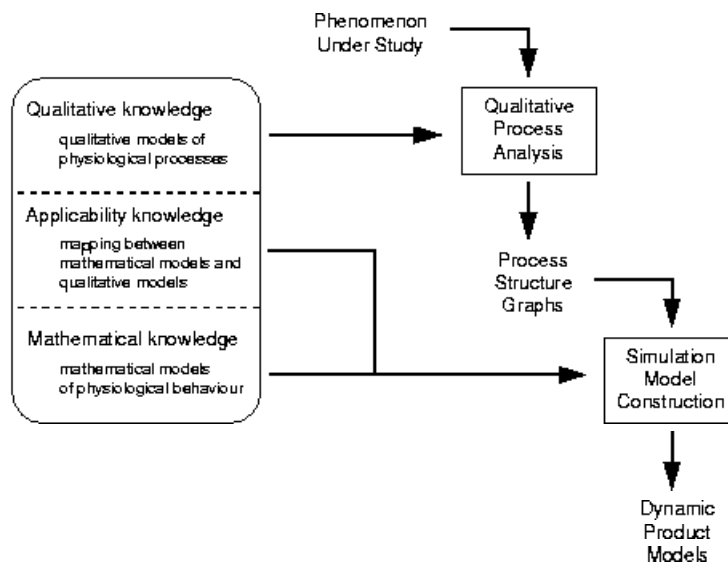 Phenomenon
Under Study
Qualitative knowledge
qualitative models of
physiological processes
Qualitative
Process
Analysis
Applicability knowledge
mapping between
mathematical models and
qualitative models
Process
Structure
Graphs
Mathematical knowledge
mathematical models
of physiological behaviour
Simulation
Model
Construction
Dynamic
Product
Models